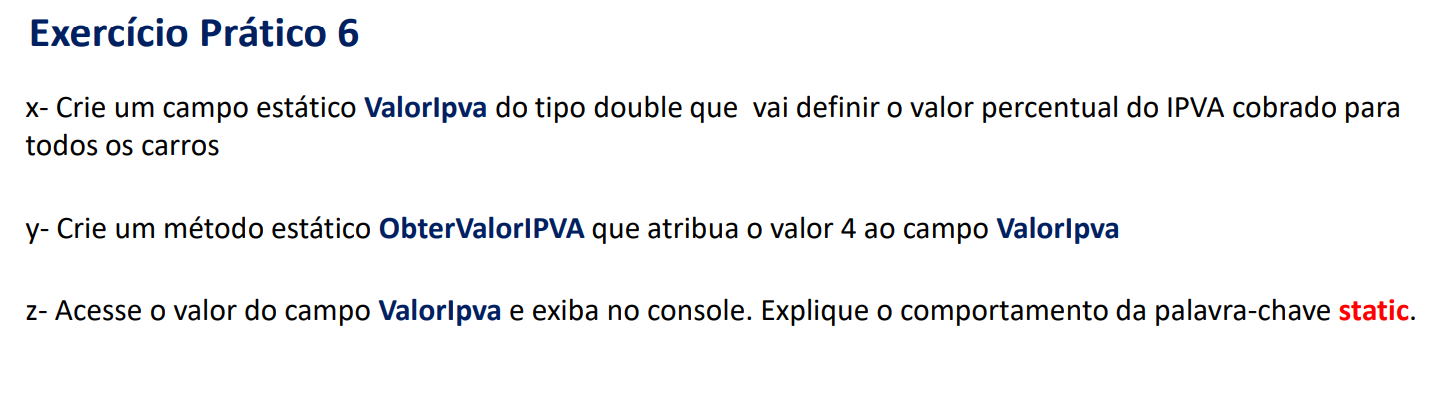 Exercício Prático 6
x- Crie um campo estático ValorIpva do tipo double que  vai definir o valor percentual do IPVA cobrado para
todos os carros
y- Crie um método estático ObterValorIPVA que atribua o valor 4 ao campo ValorIpva
z- Acesse o valor do campo ValorIpva e exiba no console. Explique o comportamento da palavra-chave static.